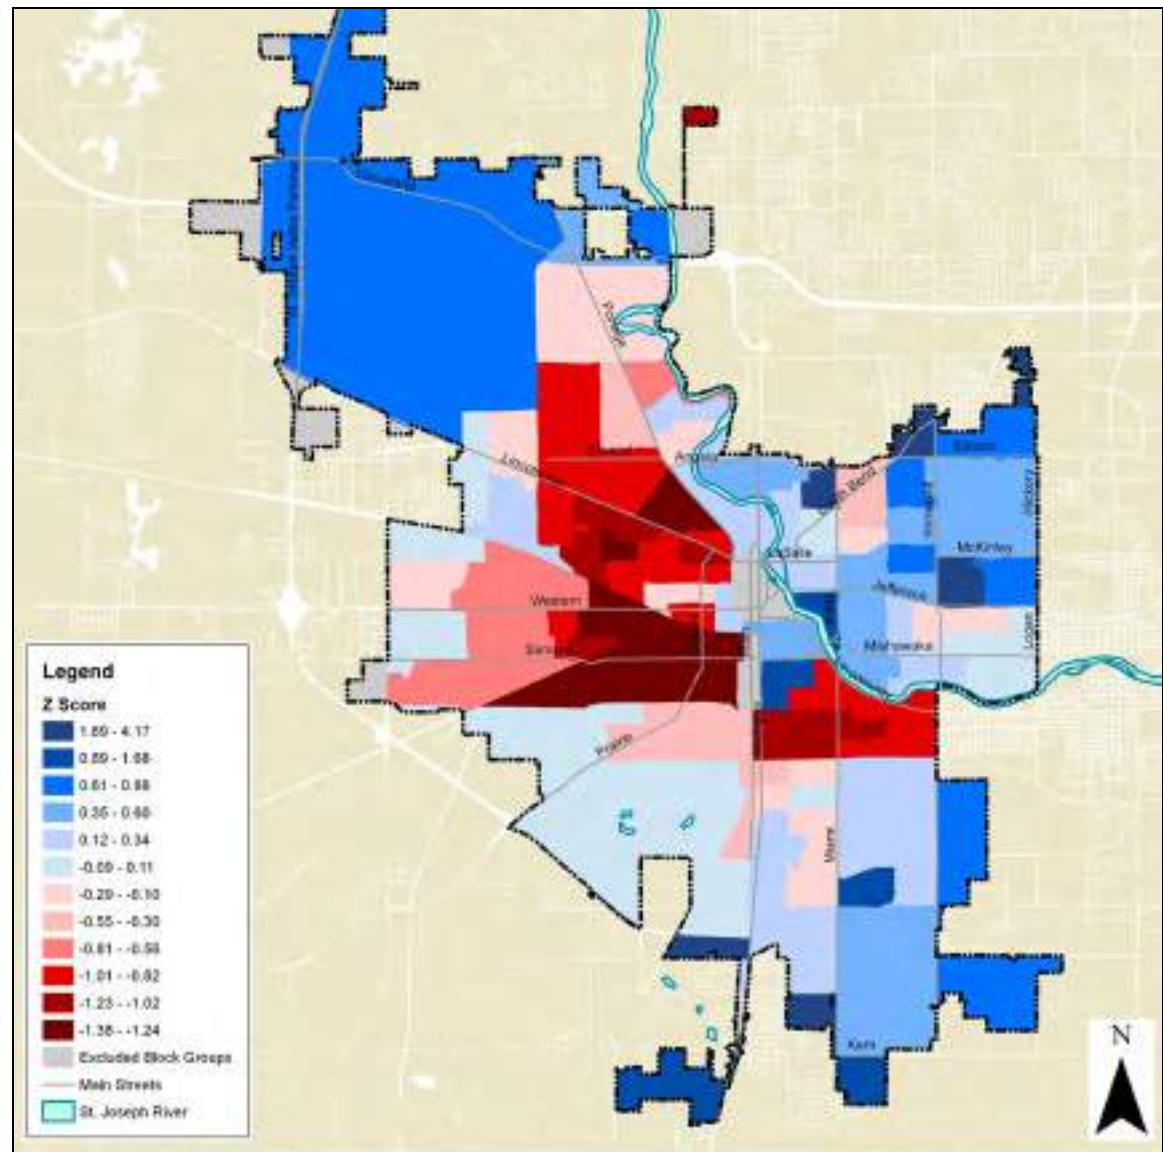 Portage
Edison
Angela
Lincoln
Hickory
McKinley
LaSalle
Jefferson
Western
Sample
Mishawaka
Logan
Prairie
Miami
Kern
Legend
Z Score
1.69 - 4.17
0.89 - 1.68
0.61 - 0.88
0.35 - 0.60
0.12 - 0.34
-0.09 - 0.11
-0.29 - -0.10
-0.55 - -0.30
-0.81 - -0.56
-1.01 - -0.82
-1.23 - -1.02
-1.38 - -1.24
Excluded Block Groups
Main Streets
St. Joseph River
N